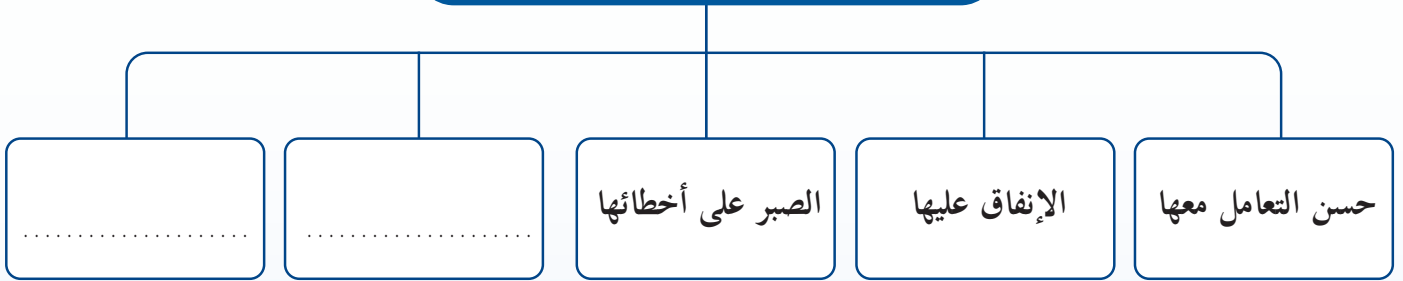 حسن التعامل معها
الإنفاق عليها
الصبر على أخطائها
.....................
.....................